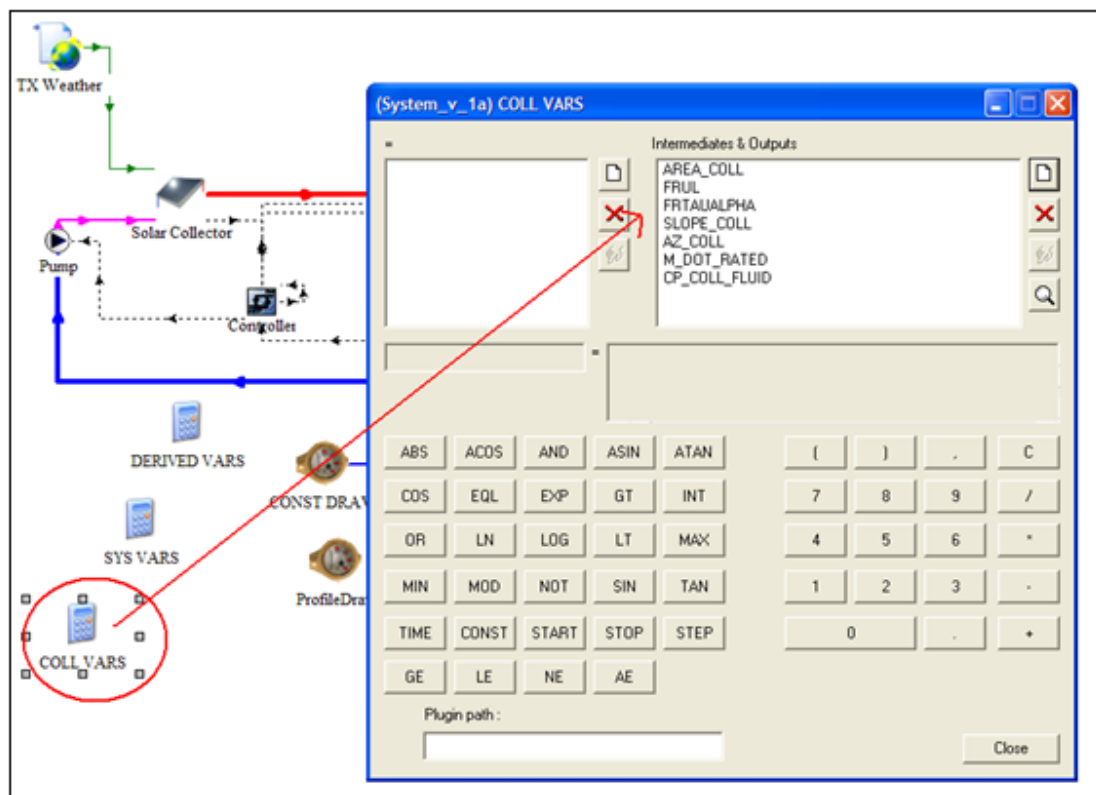 TX Weather
Solar Collector
Pump
Controller
DERIVED VARS
CONST DRAW
SYS VARS
ProfileDraw
COLL VARS
(System_v_1a) COLL VARS
=
Intermediates & Outputs
AREA_COLL
FRUL
FRTAUALPHA
SLOPE_COLL
AZ_COLL
M_DOT_RATED
CP_COLL_FLUID
=
ABS ACOS AND ASIN ATAN ( ) , C
COS EQL EXP GT INT 7 8 9 /
OR LN LOG LT MAX 4 5 6 *
MIN MOD NOT SIN TAN 1 2 3 -
TIME CONST START STOP STEP 0 . +
GE LE NE AE
Plugin path :
Close